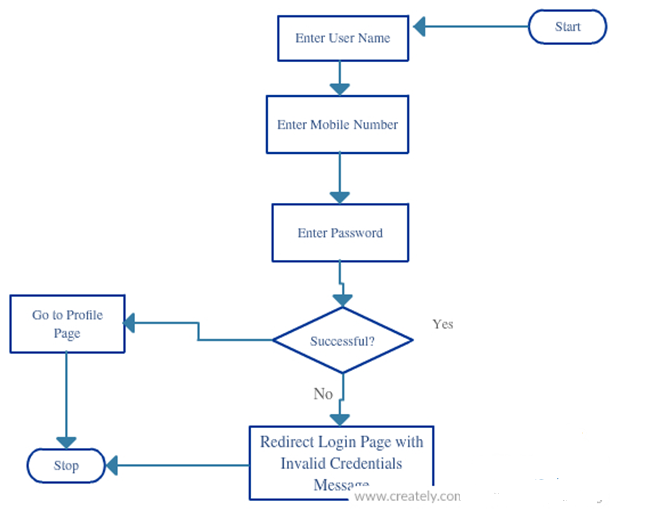 Start
Enter User Name
Enter Mobile Number
Enter Password
Successful?
Yes
No
Go to Profile
Page
Redirect Login Page with
Invalid Credentials
Message
Stop
www.creately.com